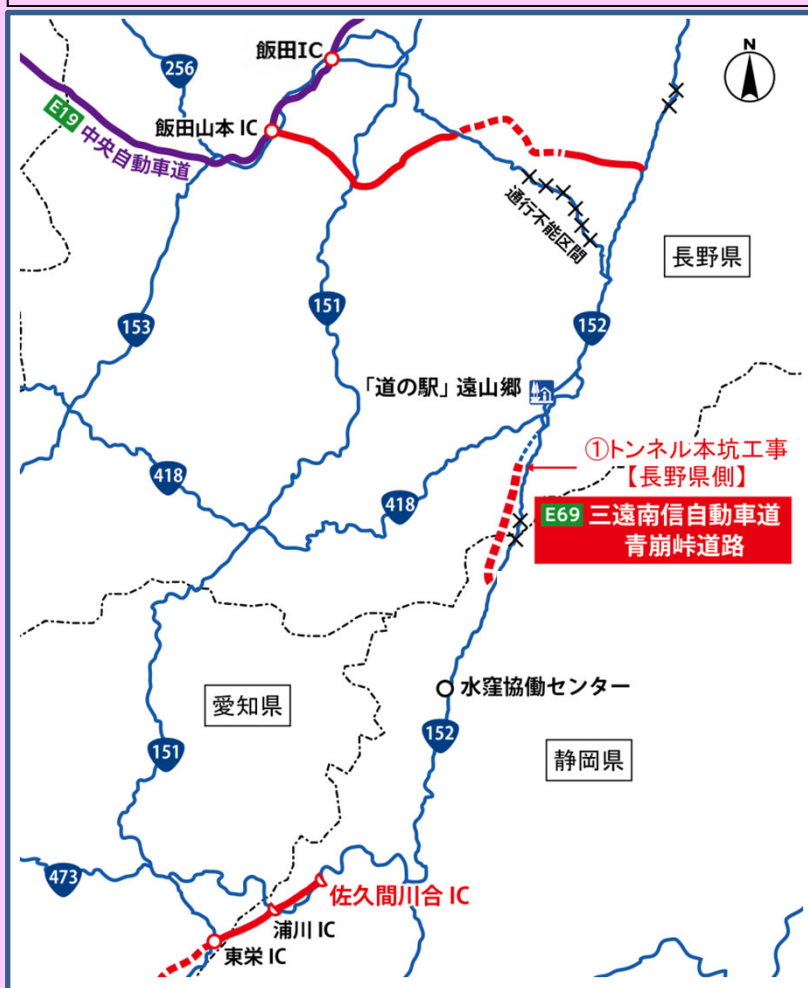 飯田IC
N
256
飯田山本 IC
E19 中央自動車道
通行不能区間
長野県
151
153
152
「道の駅」遠山郷
①トンネル本坑工事
【長野県側】
418
418
E69 三遠南信自動車道
青崩峠道路
水窪協働センター
愛知県
152
151
静岡県
473
佐久間川合 IC
浦川 IC
東栄 IC